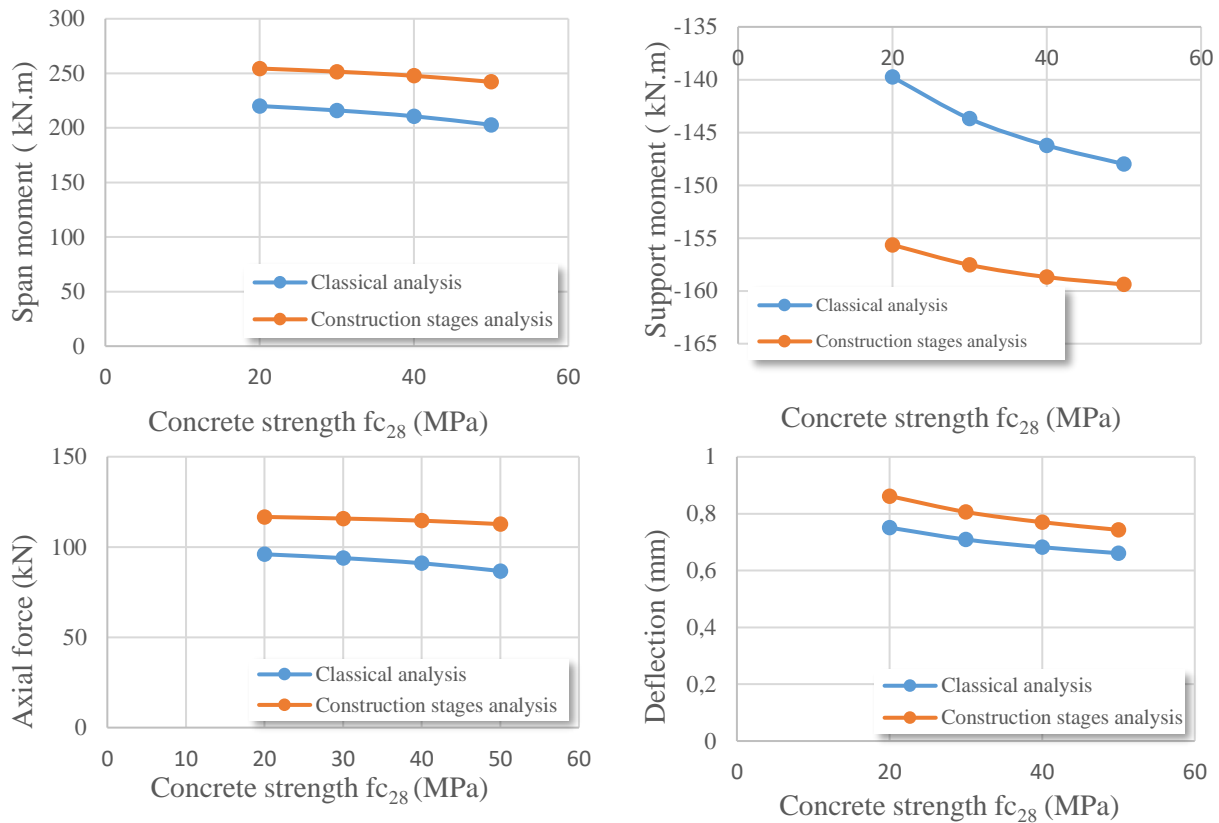 Span moment ( kN.m)
300
250
200
150
100
50
0
0 20 40 60
Classical analysis
Construction stages analysis
Concrete strength fc₂₈ (MPa)
Support moment ( kN.m)
-135
-140
-145
-150
-155
-160
-165
0 20 40 60
Classical analysis
Construction stages analysis
Concrete strength fc₂₈ (MPa)
Axial force (kN)
150
100
50
0
0 10 20 30 40 50 60
Classical analysis
Construction stages analysis
Concrete strength fc₂₈ (MPa)
Deflection (mm)
1
0,8
0,6
0,4
0,2
0
0 20 40 60
Classical analysis
Construction stages analysis
Concrete strength fc₂₈ (MPa)